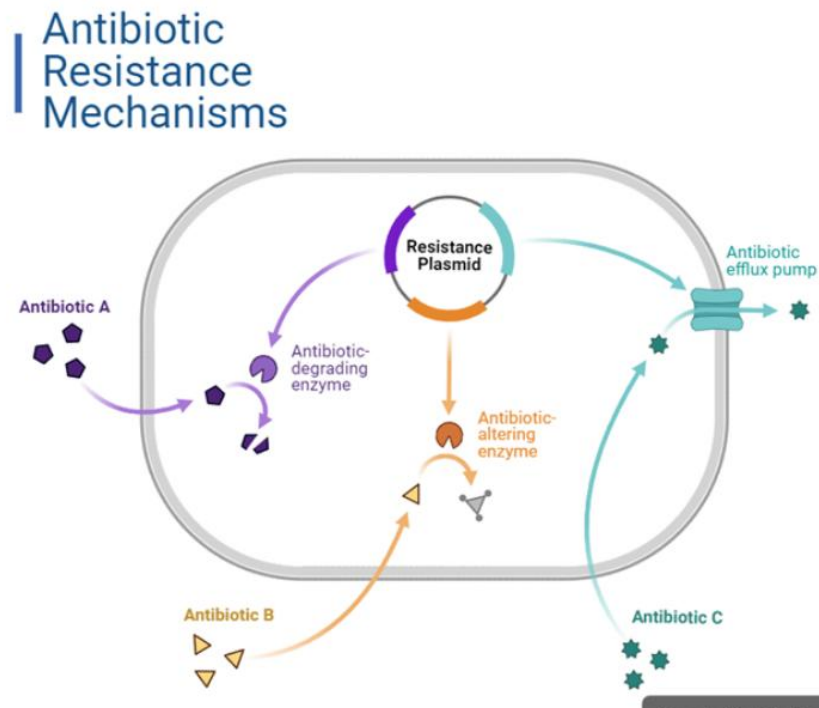 Antibiotic
Resistance
Mechanisms
Resistance
Plasmid
Antibiotic
efflux pump
Antibiotic A
Antibiotic-
degrading
enzyme
Antibiotic-
altering
enzyme
Antibiotic B
Antibiotic C